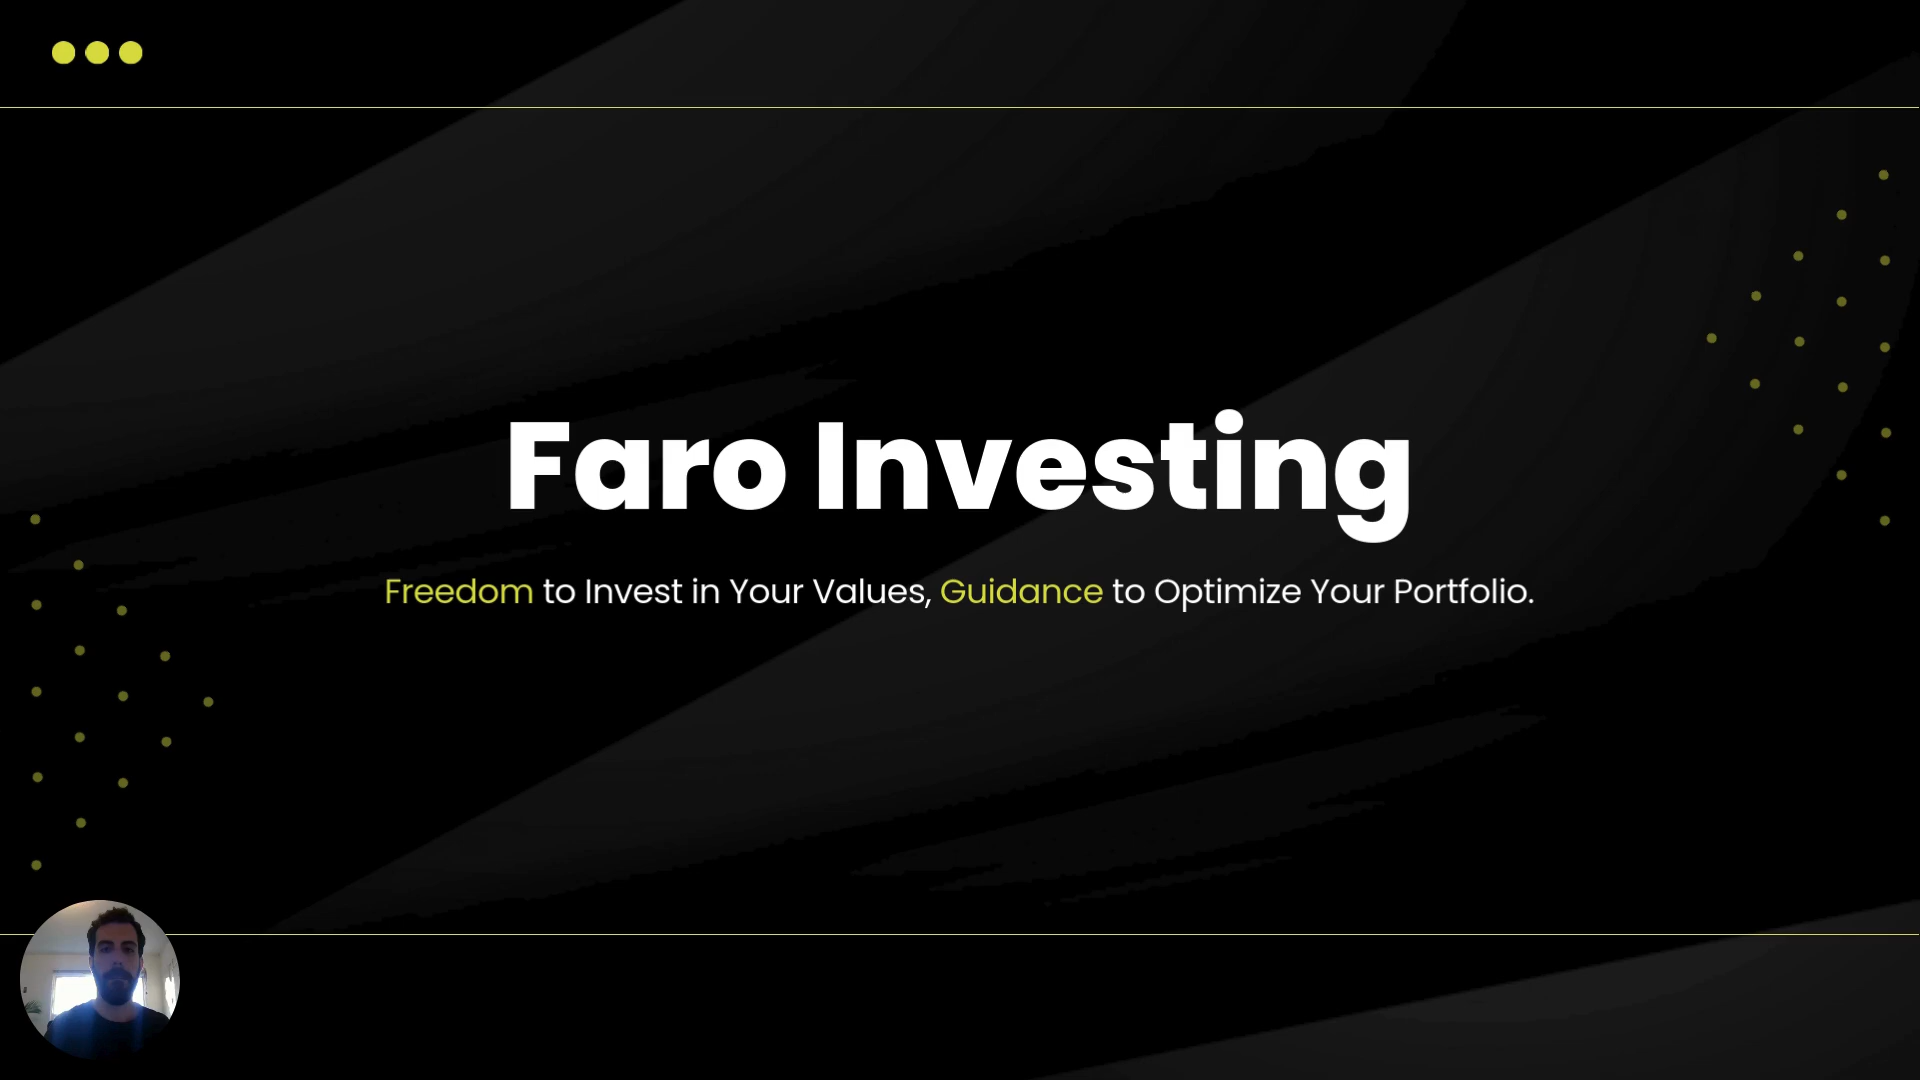 Faro Investing
Freedom to Invest in Your Values, Guidance to Optimize Your Portfolio.